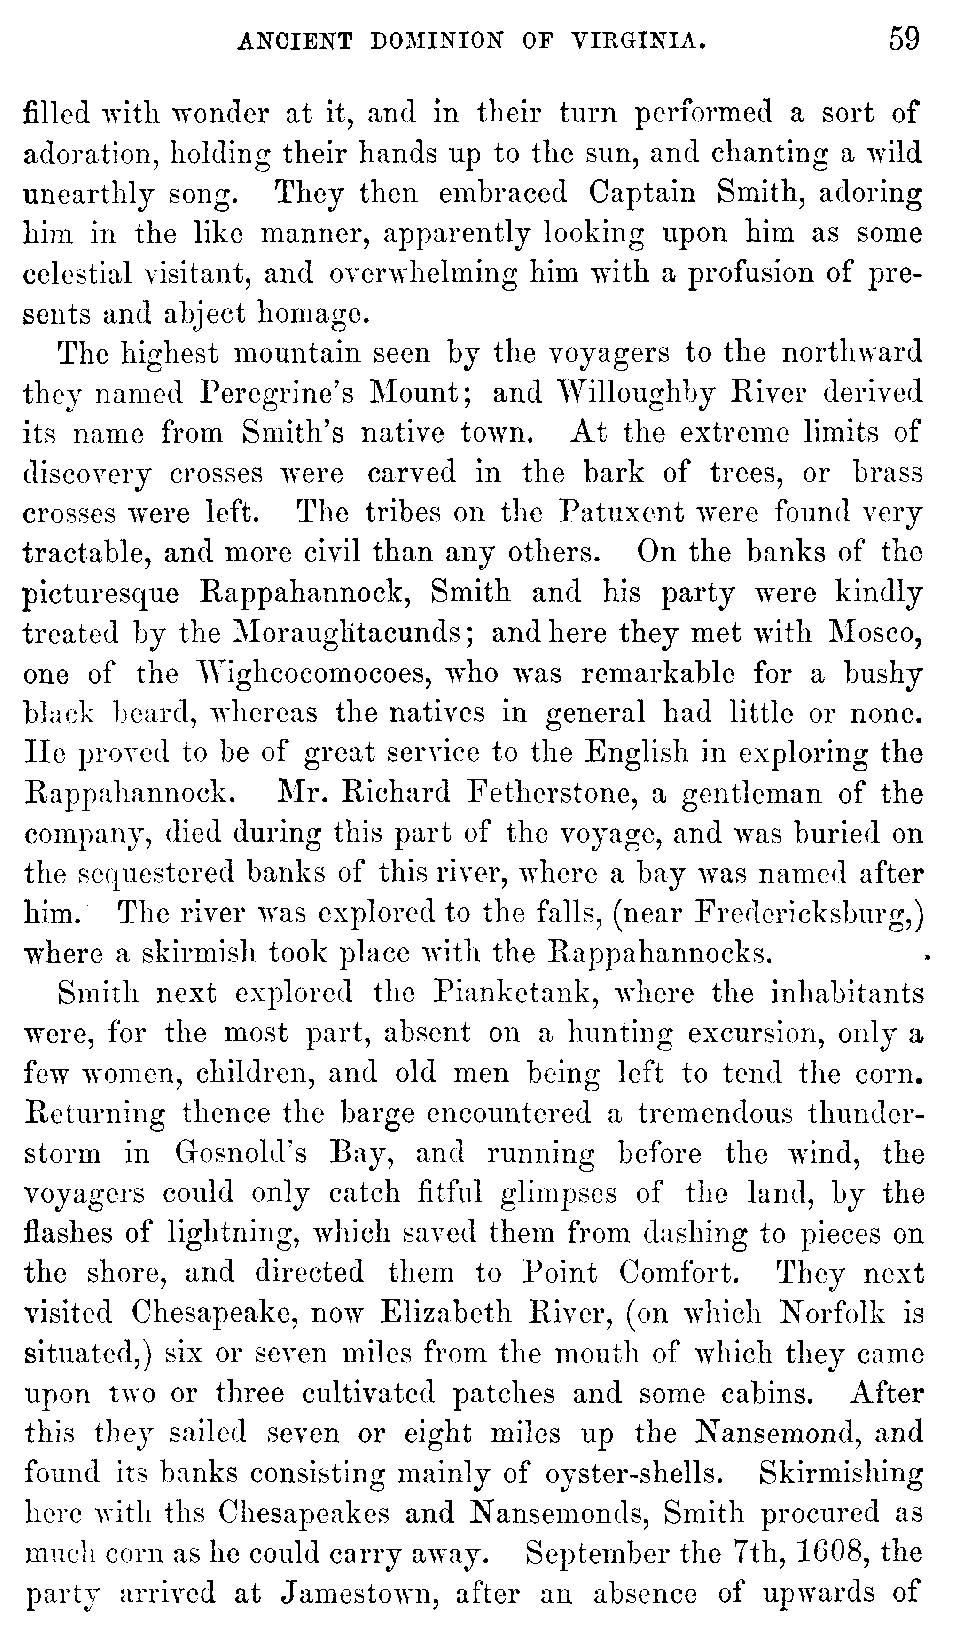 ANCIENT DOMINION OF VIRGINIA. 59
filled with wonder at it, and in their turn performed a sort of
adoration, holding their hands up to the sun, and chanting a wild
unearthly song. They then embraced Captain Smith, adoring
him in the like manner, apparently looking upon him as some
celestial visitant, and overwhelming him with a profusion of pre-
sents and abject homage.
The highest mountain seen by the voyagers to the northward
they named Peregrine's Mount; and Willoughby River derived
its name from Smith's native town. At the extreme limits of
discovery crosses were carved in the bark of trees, or brass
crosses were left. The tribes on the Patuxent were found very
tractable, and more civil than any others. On the banks of the
picturesque Rappahannock, Smith and his party were kindly
treated by the Moraughtacunds; and here they met with Mosco,
one of the Wighcocomocoes, who was remarkable for a bushy
black beard, whereas the natives in general had little or none.
He proved to be of great service to the English in exploring the
Rappahannock. Mr. Richard Fetherstone, a gentleman of the
company, died during this part of the voyage, and was buried on
the sequestered banks of this river, where a bay was named after
him. The river was explored to the falls, (near Fredericksburg,)
where a skirmish took place with the Rappahannocks.
Smith next explored the Pianketank, where the inhabitants
were, for the most part, absent on a hunting excursion, only a
few women, children, and old men being left to tend the corn.
Returning thence the barge encountered a tremendous thunder-
storm in Gosnold's Bay, and running before the wind, the
voyagers could only catch fitful glimpses of the land, by the
flashes of lightning, which saved them from dashing to pieces on
the shore, and directed them to Point Comfort. They next
visited Chesapeake, now Elizabeth River, (on which Norfolk is
situated,) six or seven miles from the mouth of which they came
upon two or three cultivated patches and some cabins. After
this they sailed seven or eight miles up the Nansemond, and
found its banks consisting mainly of oyster-shells. Skirmishing
here with ths Chesapeakes and Nansemonds, Smith procured as
much corn as he could carry away. September the 7th, 1608, the
party arrived at Jamestown, after an absence of upwards of